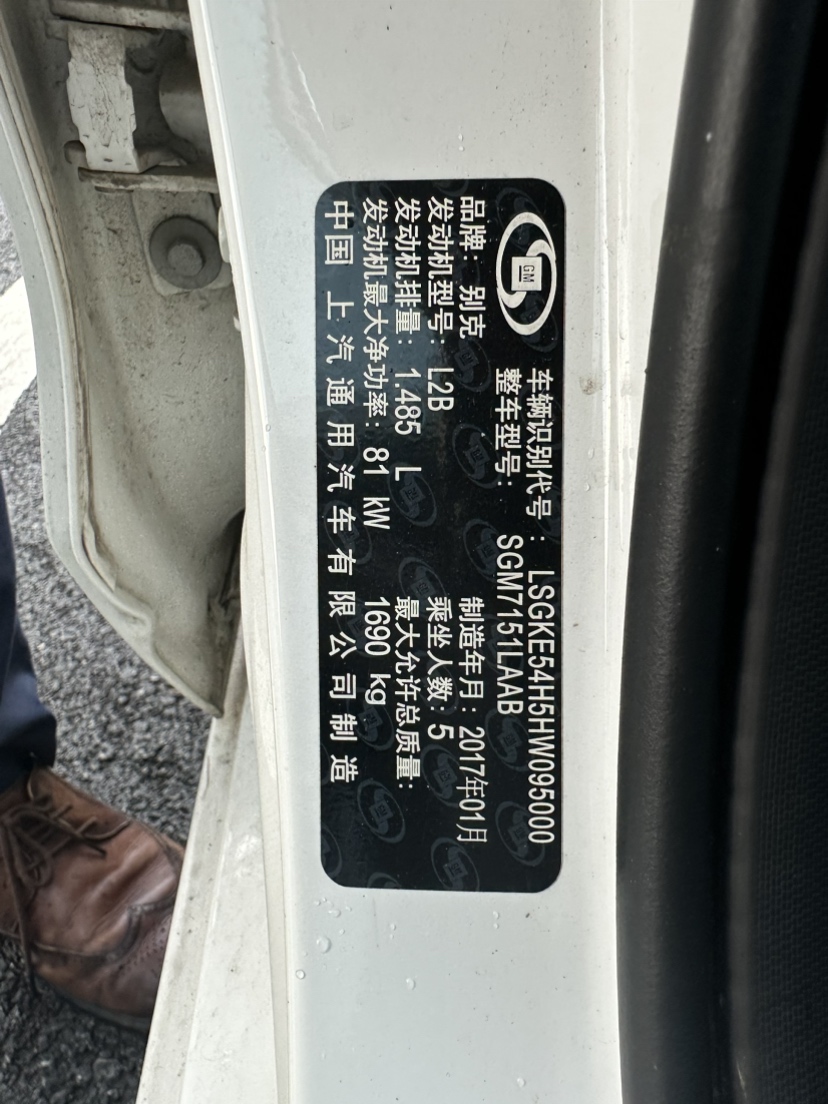 GM
车辆识别代号：LSGKE54H5HW095000
整车型号：SGM7151LAAB
品牌：别克 制造年月：2017年01月
发动机型号：L2B 乘坐人数：5
发动机排量：1.485 L 最大允许总质量：
发动机最大净功率：81 kW 1690 kg
中国 上汽通用汽车有限公司制造